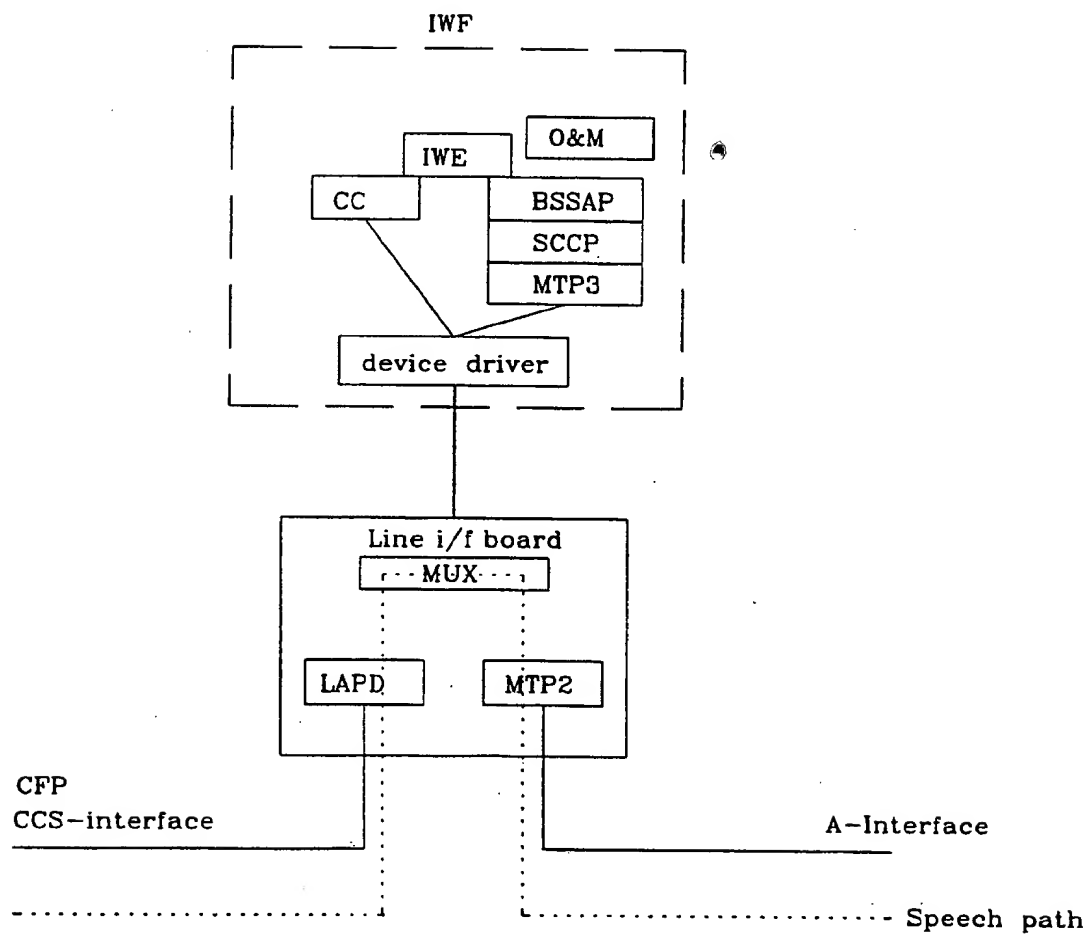 IWF
O&M
IWE
CC
BSSAP
SCCP
MTP3
device driver
Line i/f board
MUX
LAPD
MTP2
CFP
CCS-interface
A-Interface
Speech path